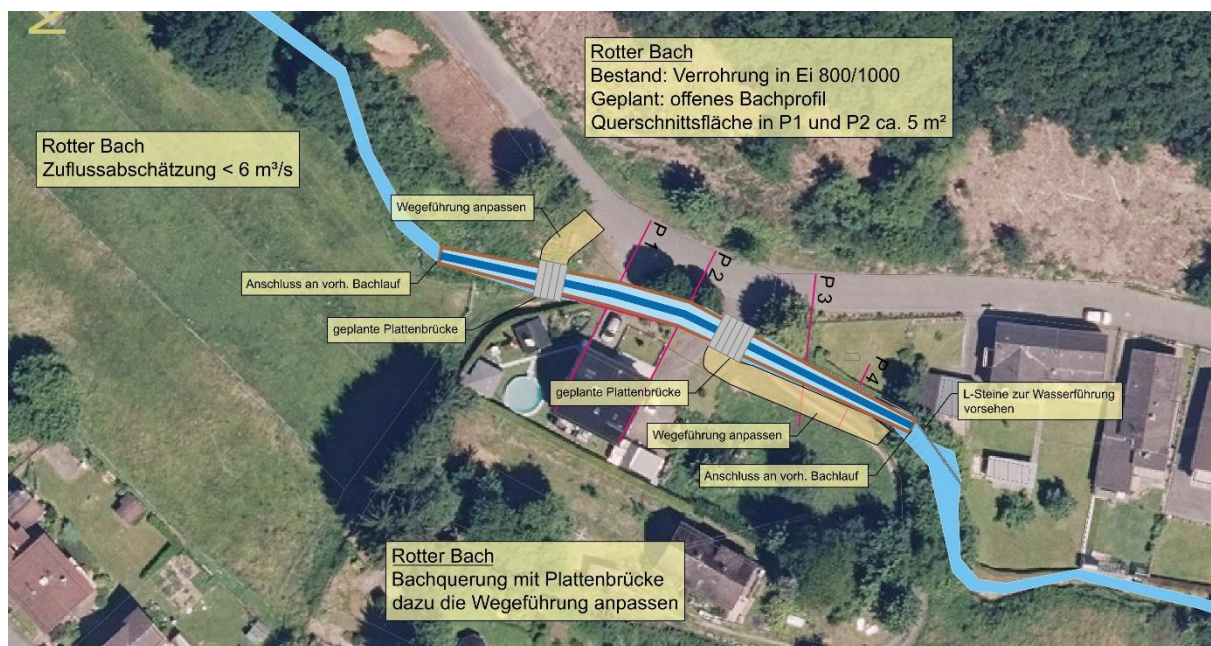 Rotter Bach
Bestand: Verrohrung in Ei 800/1000
Geplant: offenes Bachprofil
Querschnittsfläche in P1 und P2 ca. 5 m²
Rotter Bach
Zuflussabschätzung < 6 m³/s
Wegeführung anpassen
P 1
P 2
P 3
Anschluss an vorh. Bachlauf
geplante Plattenbrücke
P 4
geplante Plattenbrücke
L-Steine zur Wasserführung
vorsehen
Wegeführung anpassen
Anschluss an vorh. Bachlauf
Rotter Bach
Bachquerung mit Plattenbrücke
dazu die Wegeführung anpassen